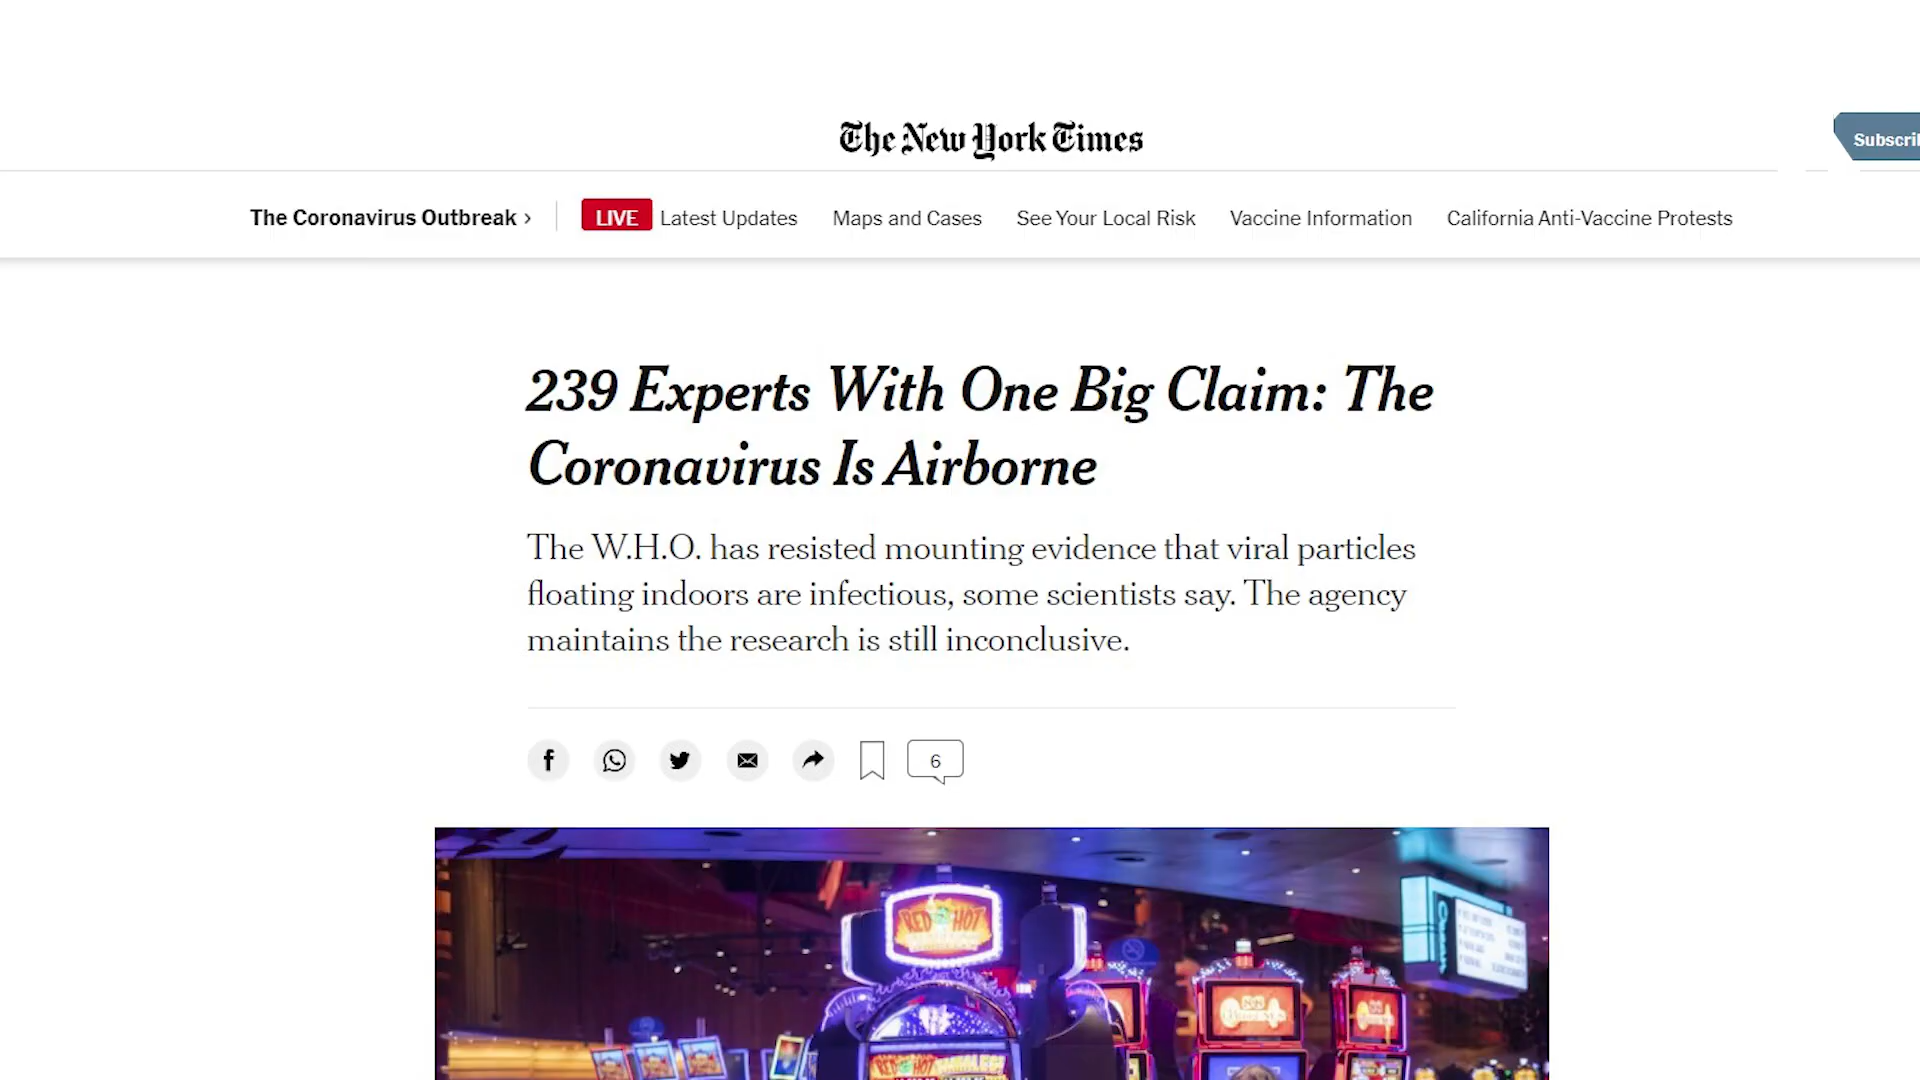 The New York Times
The Coronavirus Outbreak ›
LIVE Latest Updates
Maps and Cases
See Your Local Risk
Vaccine Information
California Anti-Vaccine Protests
239 Experts With One Big Claim: The
Coronavirus Is Airborne
The W.H.O. has resisted mounting evidence that viral particles
floating indoors are infectious, some scientists say. The agency
maintains the research is still inconclusive.
6
RED HOT
RED HOT